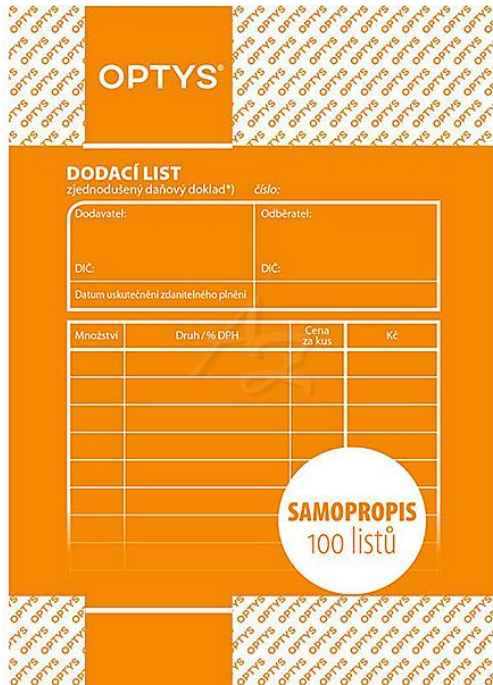 OPTYS®
DODACÍ LIST
zjednodušený daňový doklad*) číslo:
Dodavatel: Odběratel:
DIČ: DIČ:
Datum uskutečnění zdanitelného plnění
Množství Druh / % DPH Cena za kus Kč
SAMOPROPIS
100 listů